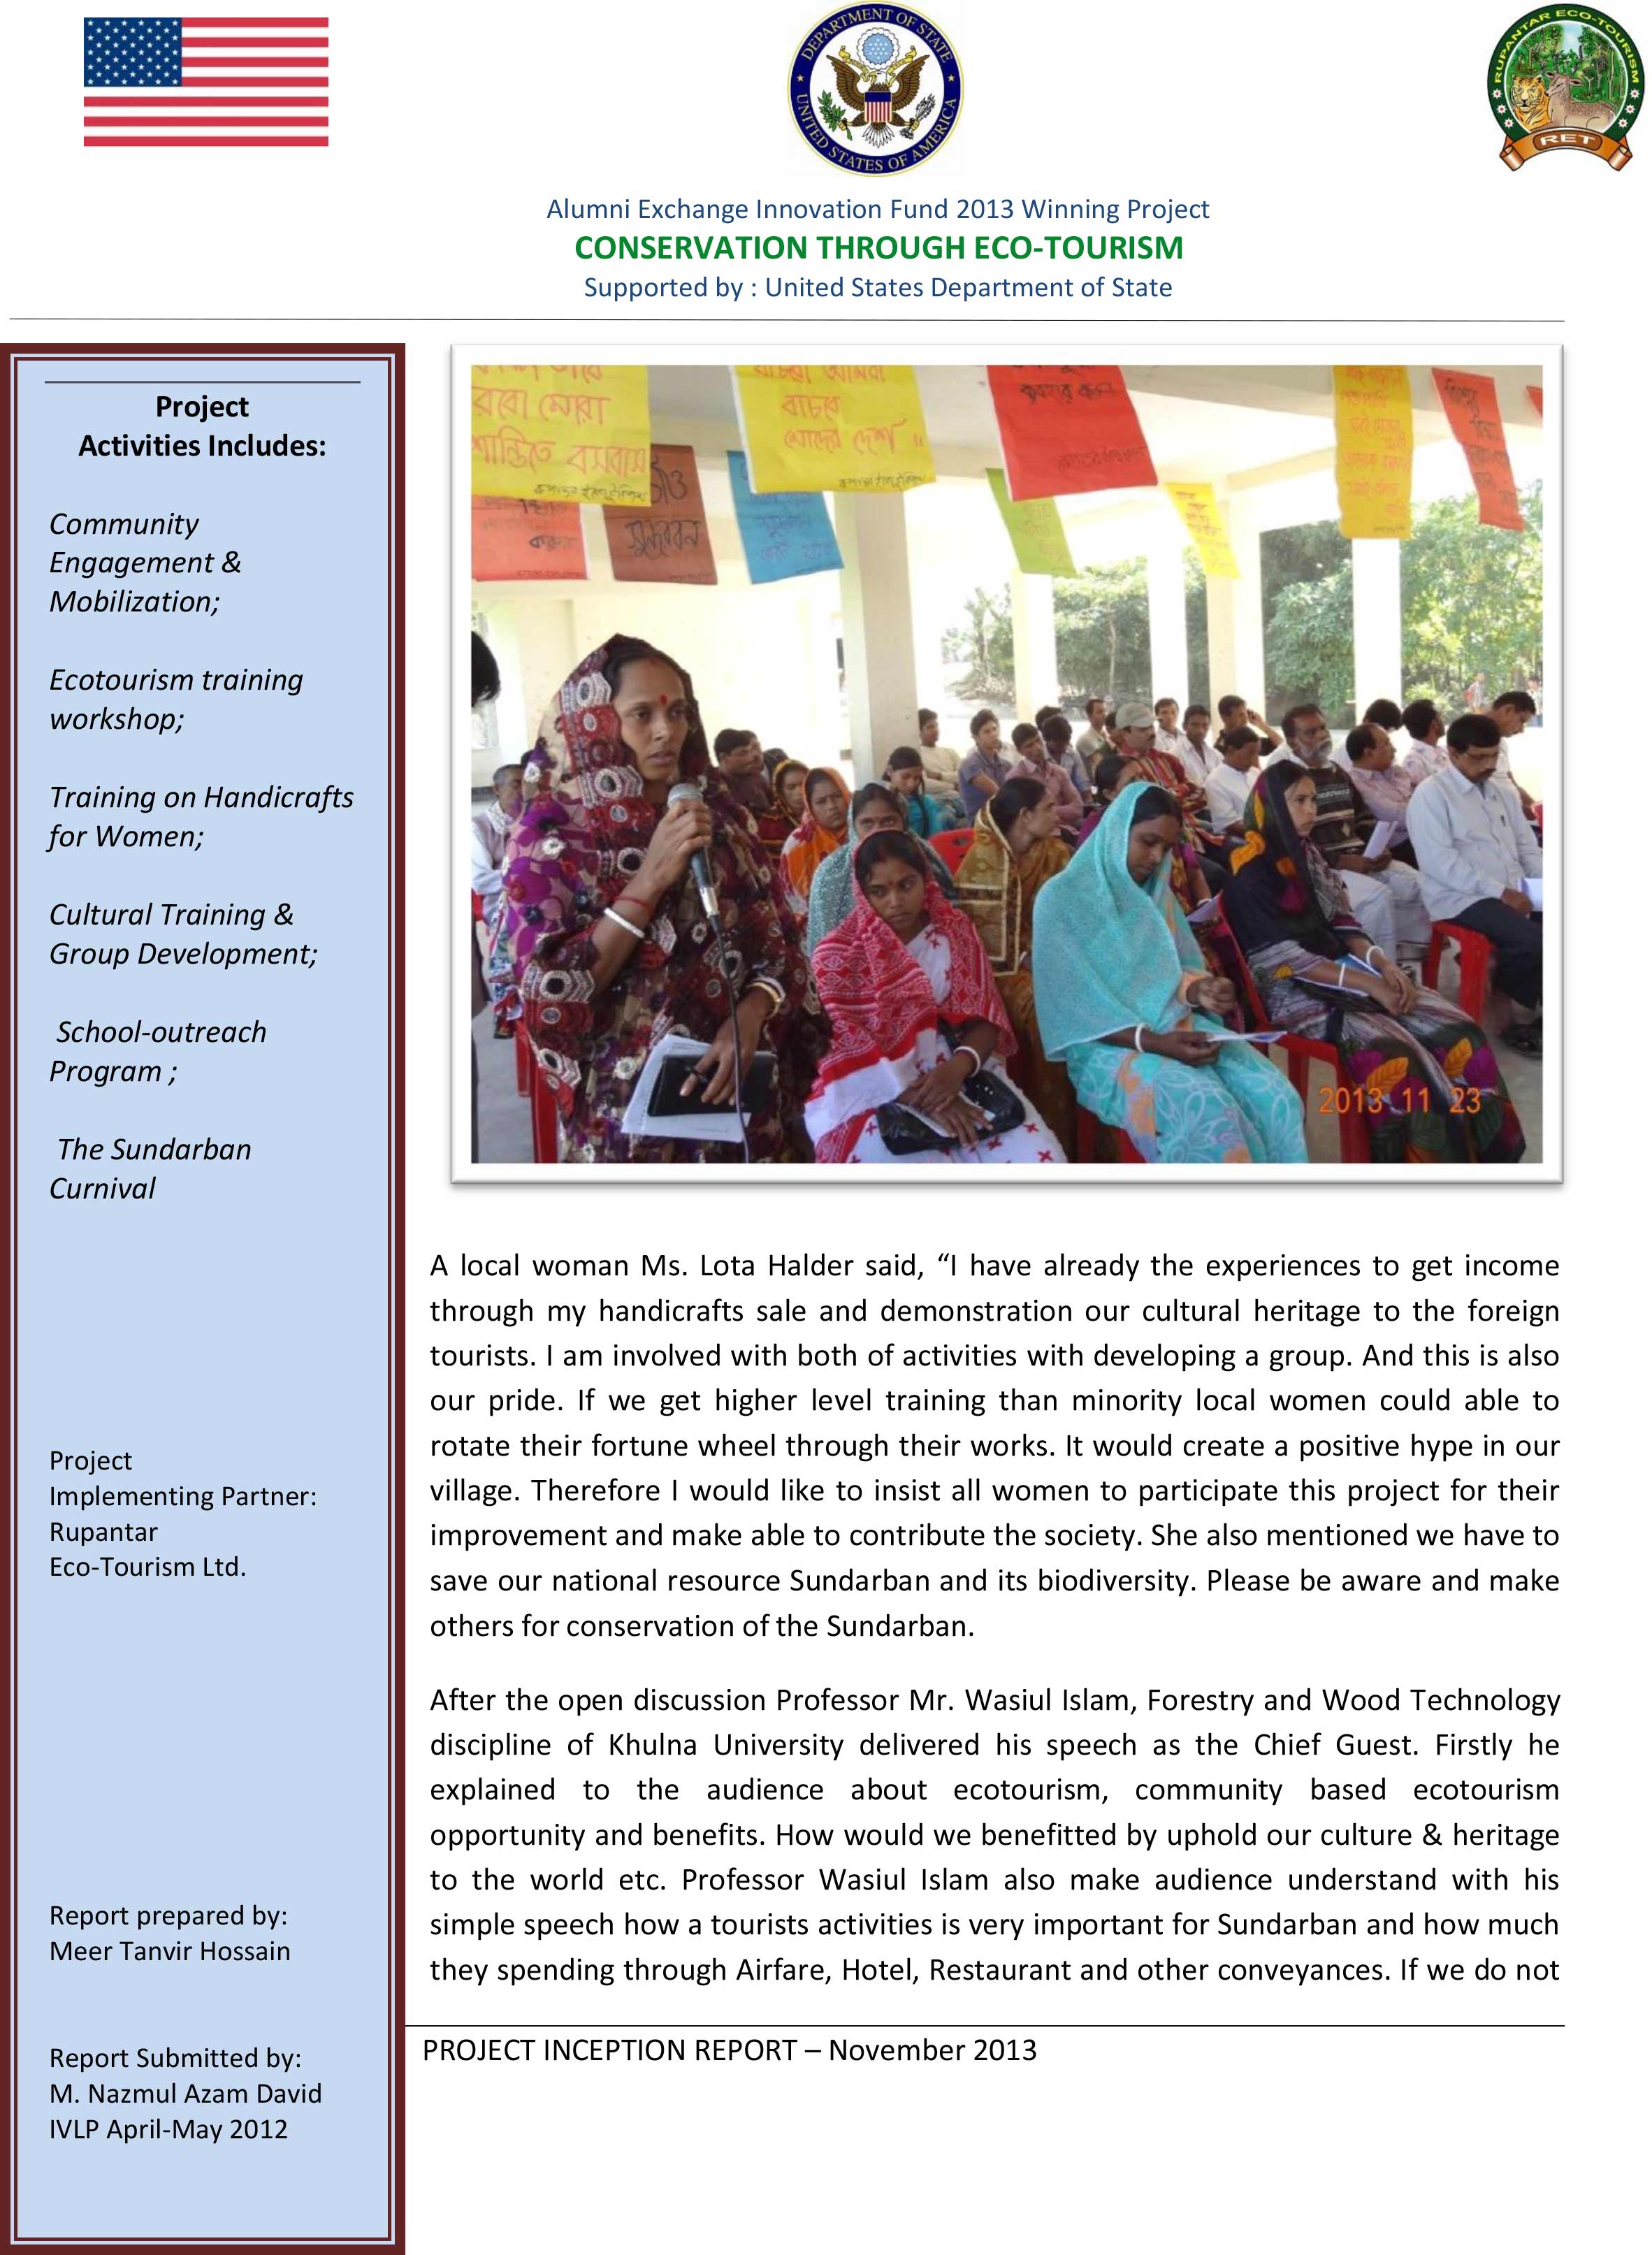 DEPARTMENT OF STATE
UNITED STATES OF AMERICA
RUPANTAR ECO-TOURISM
RET
Alumni Exchange Innovation Fund 2013 Winning Project
CONSERVATION THROUGH ECO-TOURISM
Supported by : United States Department of State
Project
Activities Includes:
Community
Engagement &
Mobilization;
Ecotourism training
workshop;
Training on Handicrafts
for Women;
Cultural Training &
Group Development;
School-outreach
Program ;
The Sundarban
Curnival
Project
Implementing Partner:
Rupantar
Eco-Tourism Ltd.
Report prepared by:
Meer Tanvir Hossain
Report Submitted by:
M. Nazmul Azam David
IVLP April-May 2012
মোরা
শান্তিতে বসবাস
বাঁচবে
মোদের দেশ ॥
সুন্দরবন
2013 11 23
A local woman Ms. Lota Halder said, “I have already the experiences to get income
through my handicrafts sale and demonstration our cultural heritage to the foreign
tourists. I am involved with both of activities with developing a group. And this is also
our pride. If we get higher level training than minority local women could able to
rotate their fortune wheel through their works. It would create a positive hype in our
village. Therefore I would like to insist all women to participate this project for their
improvement and make able to contribute the society. She also mentioned we have to
save our national resource Sundarban and its biodiversity. Please be aware and make
others for conservation of the Sundarban.
After the open discussion Professor Mr. Wasiul Islam, Forestry and Wood Technology
discipline of Khulna University delivered his speech as the Chief Guest. Firstly he
explained to the audience about ecotourism, community based ecotourism
opportunity and benefits. How would we benefitted by uphold our culture & heritage
to the world etc. Professor Wasiul Islam also make audience understand with his
simple speech how a tourists activities is very important for Sundarban and how much
they spending through Airfare, Hotel, Restaurant and other conveyances. If we do not
PROJECT INCEPTION REPORT – November 2013